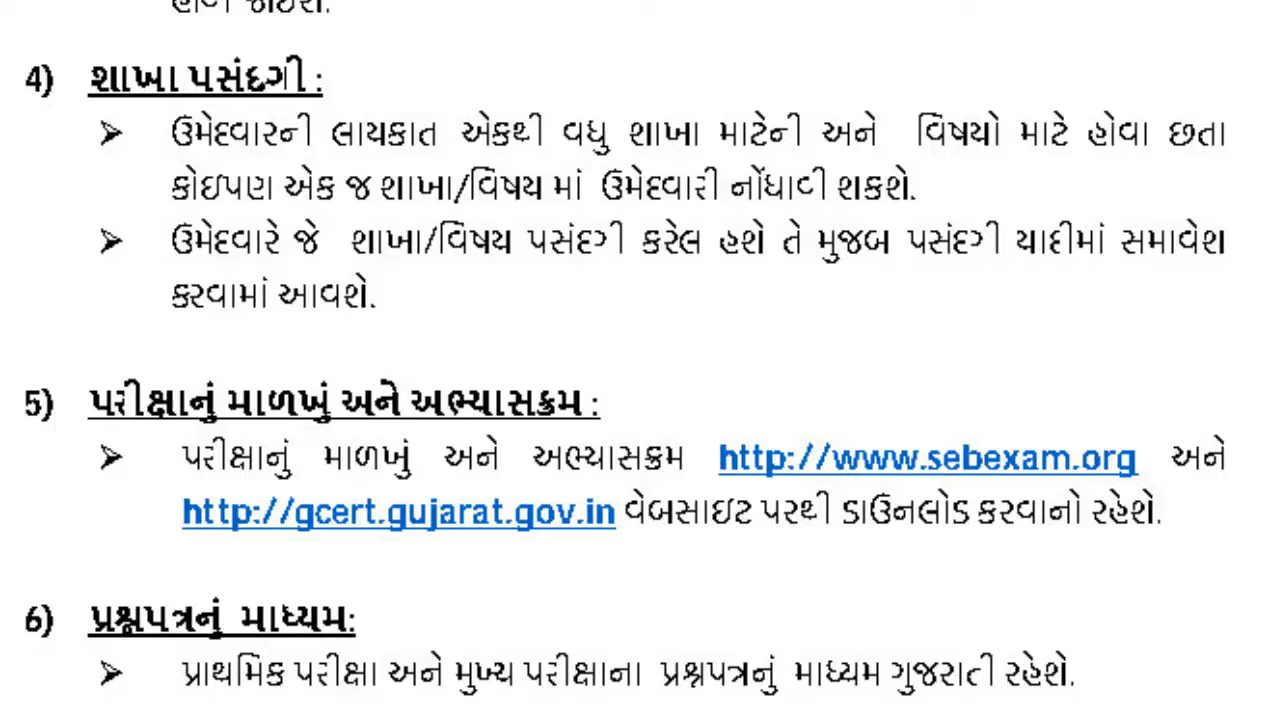 4) શાખા પસંદગી :
➢ ઉમેદવારની લાયકાત એકથી વધુ શાખા માટેની અને વિષયો માટે હોવા છતા
કોઇપણ એક જ શાખા/વિષય માં ઉમેદવારી નોંધાવી શકશે.
➢ ઉમેદવારે જે શાખા/વિષય પસંદગી કરેલ હશે તે મુજબ પસંદગી યાદીમાં સમાવેશ
કરવામાં આવશે.
5) પરીક્ષાનું માળખું અને અભ્યાસક્રમ :
➢ પરીક્ષાનું માળખું અને અભ્યાસક્રમ http://www.sebexam.org અને
http://gcert.gujarat.gov.in વેબસાઇટ પરથી ડાઉનલોડ કરવાનો રહેશે.
6) પ્રશ્નપત્રનું માધ્યમ:
➢ પ્રાથમિક પરીક્ષા અને મુખ્ય પરીક્ષાના પ્રશ્નપત્રનું માધ્યમ ગુજરાતી રહેશે.